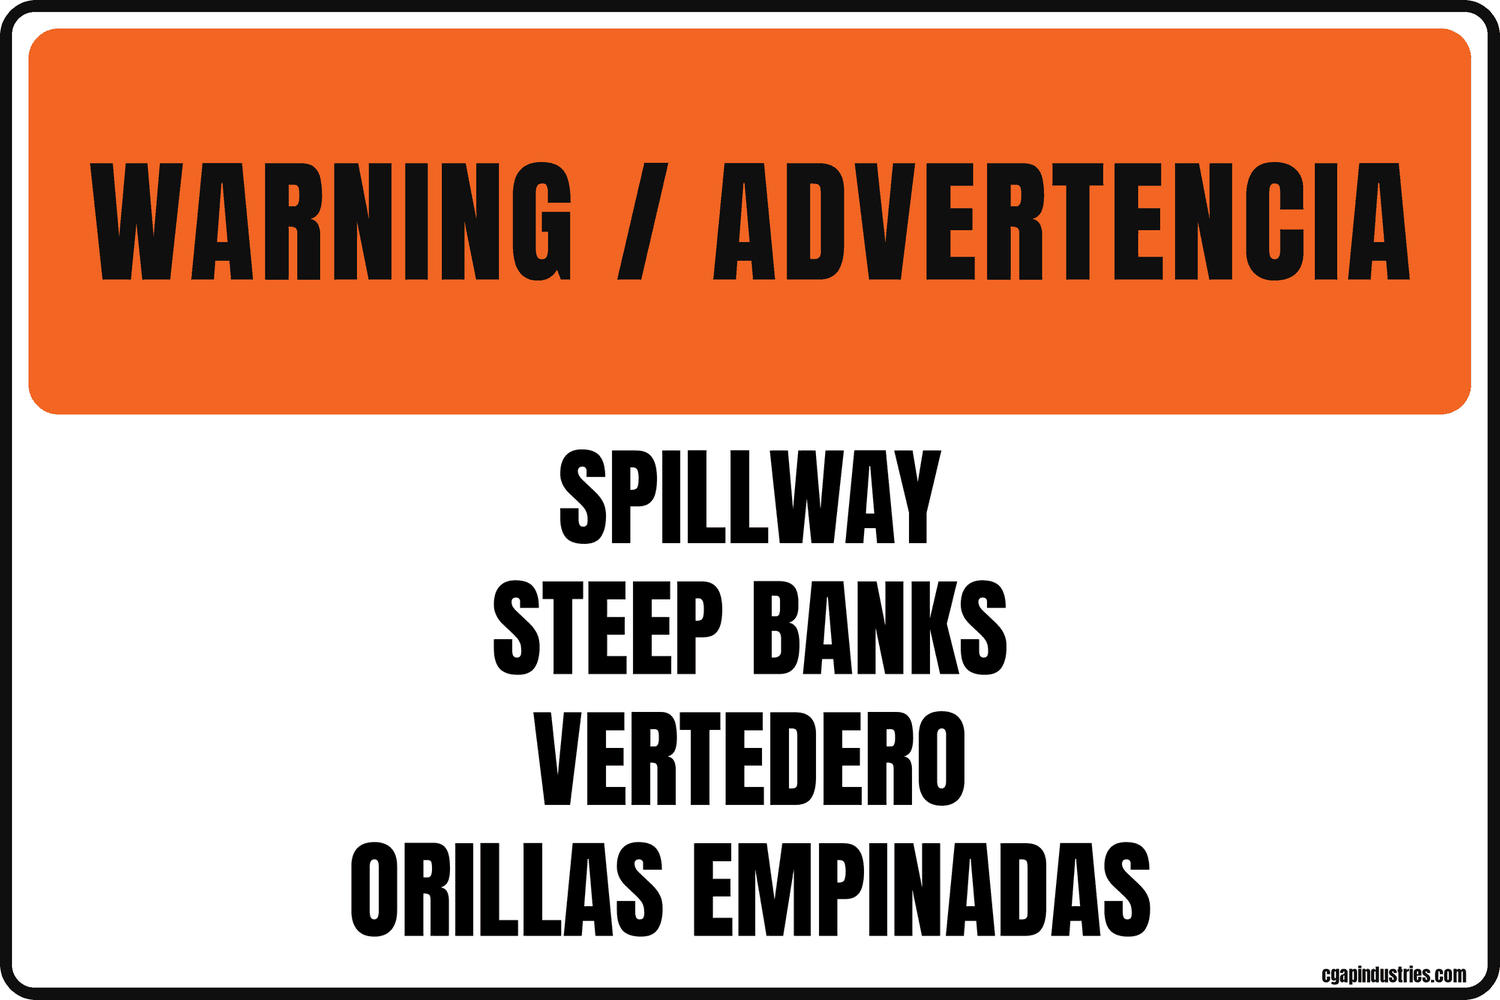 WARNING / ADVERTENCIA
SPILLWAY
STEEP BANKS
VERTEDERO
ORILLAS EMPINADAS
cgapindustries.com